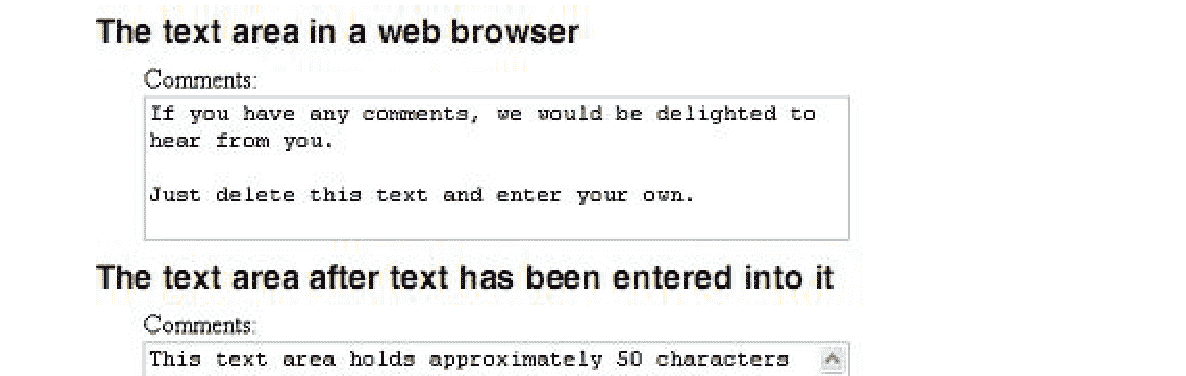 The text area in a web browser
Comments:
If you have any comments, we would be delighted to
hear from you.
Just delete this text and enter your own.
The text area after text has been entered into it
Comments:
This text area holds approximately 50 characters